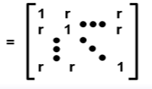 = [ 1 r ⋯ r
r 1 ⋯ r
⋮ ⋱
r r 1 ]